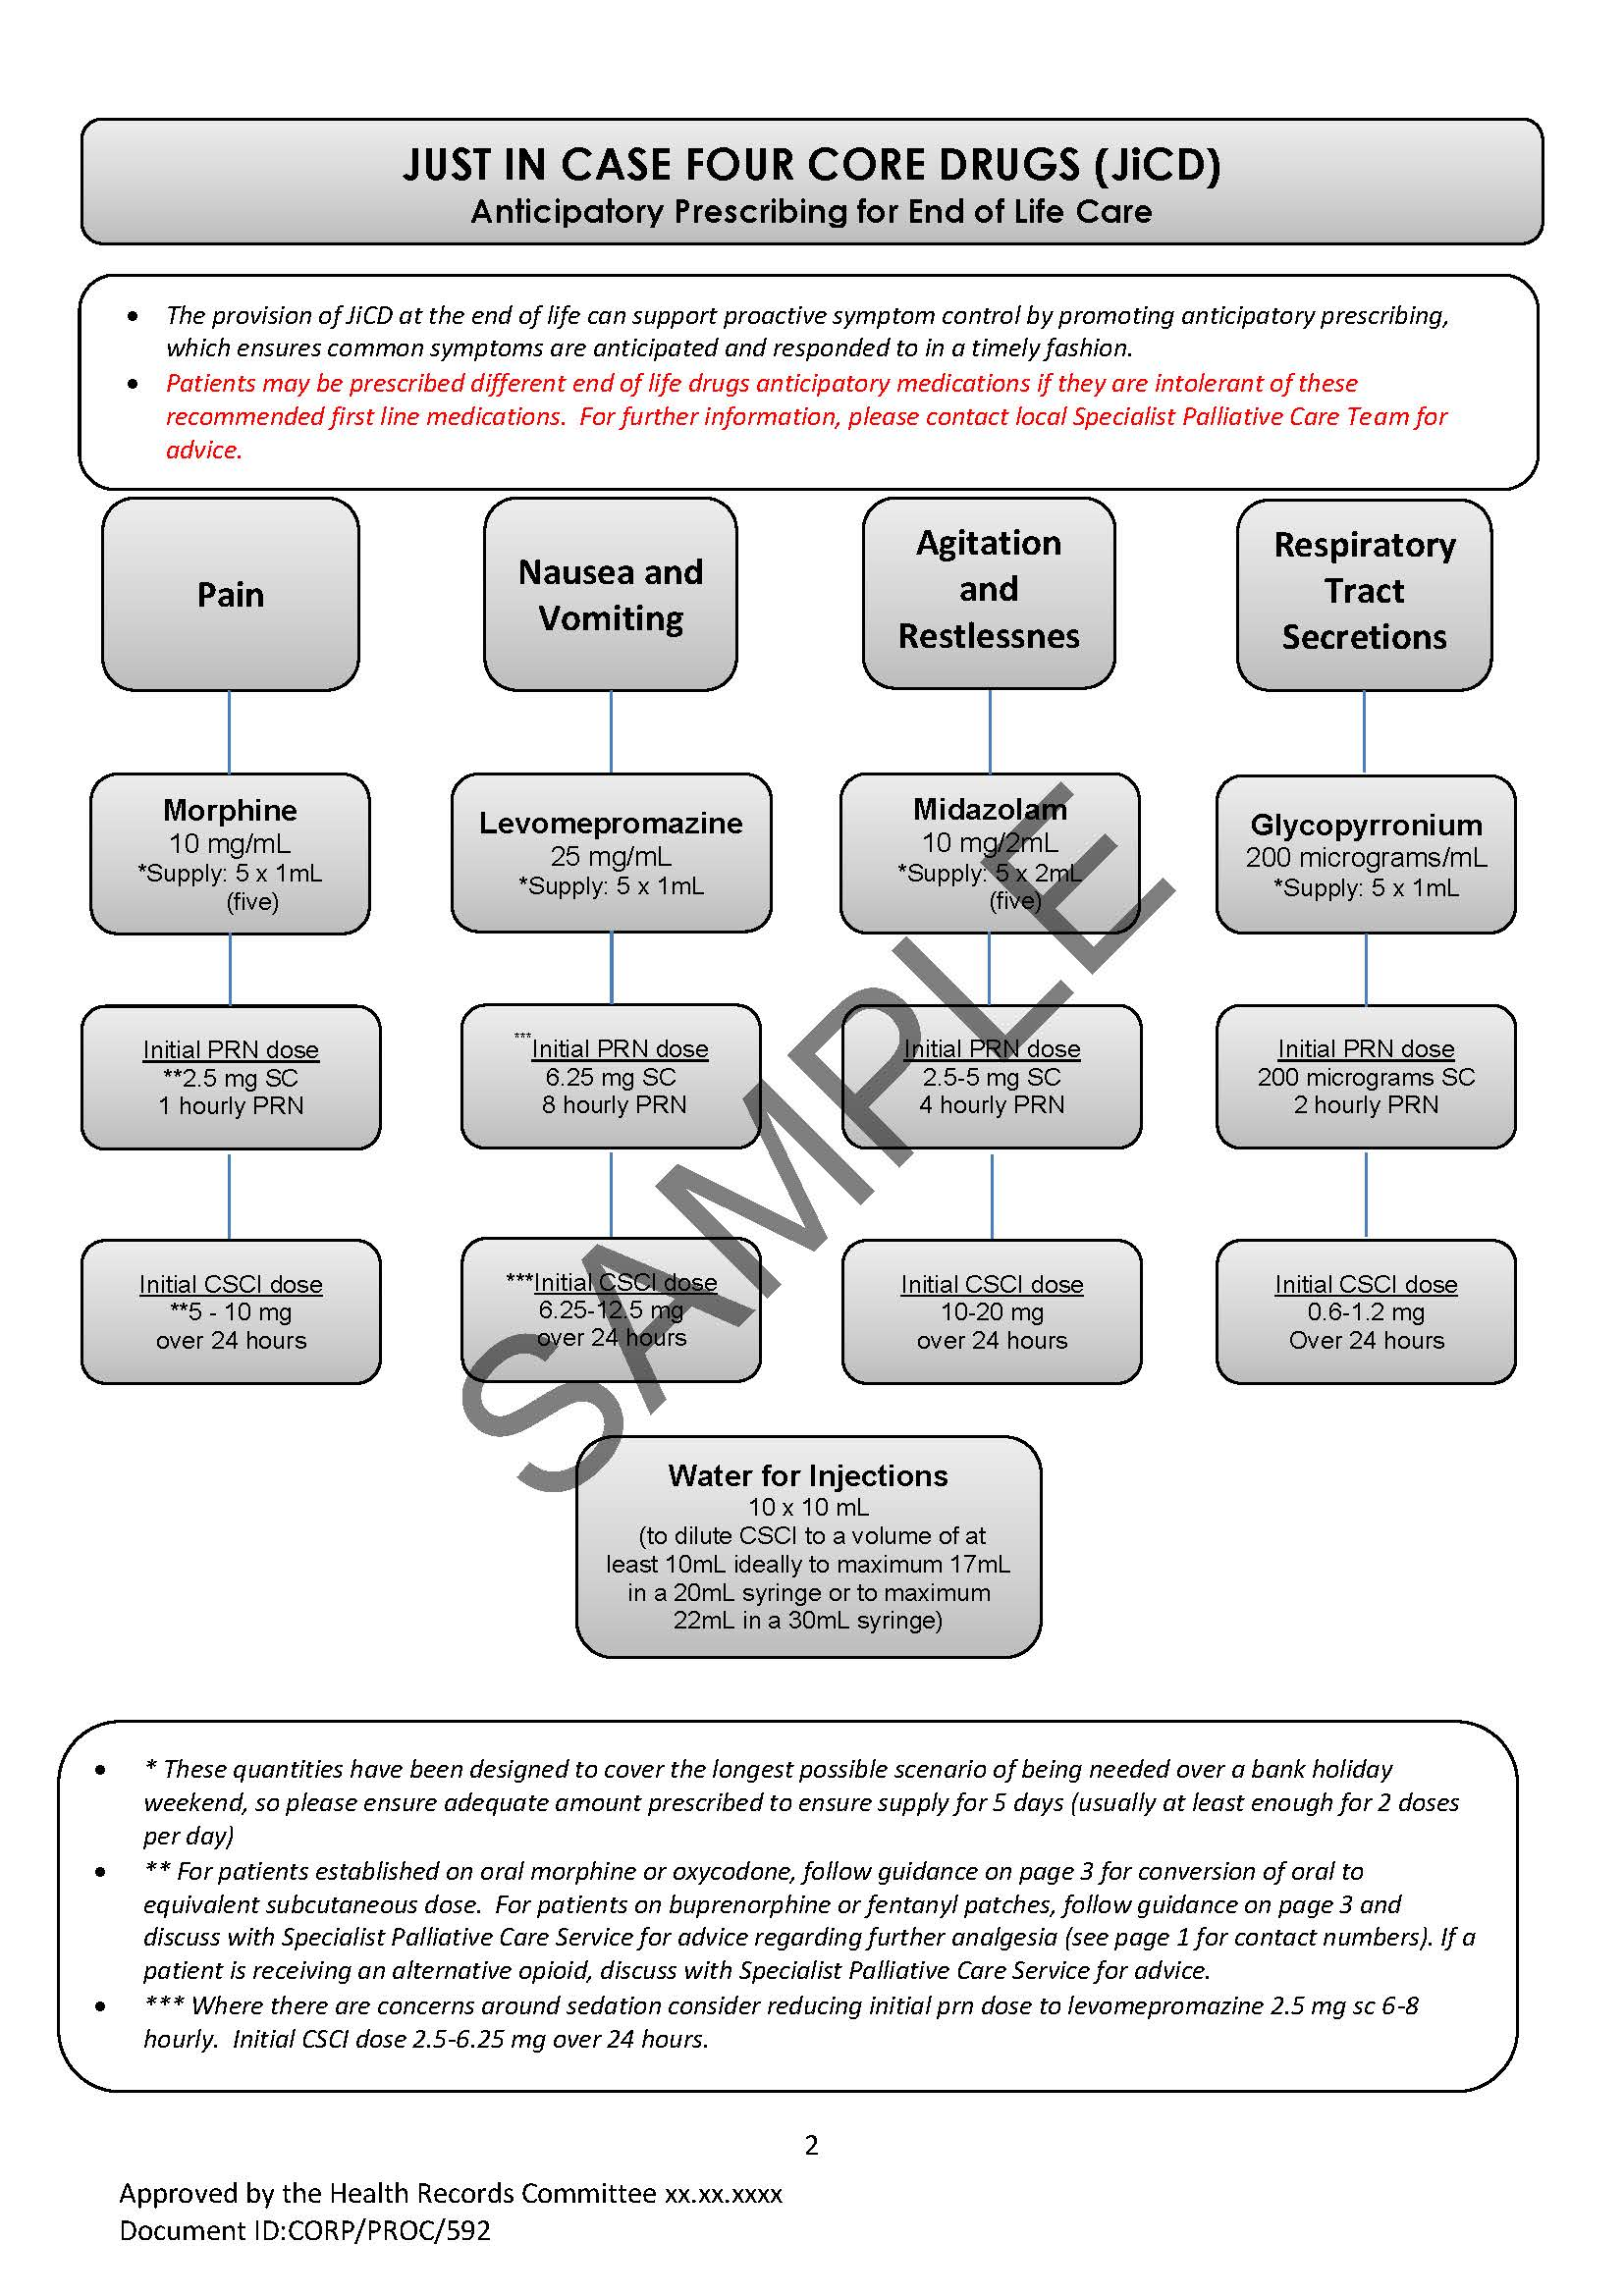 JUST IN CASE FOUR CORE DRUGS (JiCD)
Anticipatory Prescribing for End of Life Care
• The provision of JiCD at the end of life can support proactive symptom control by promoting anticipatory prescribing,
which ensures common symptoms are anticipated and responded to in a timely fashion.
• Patients may be prescribed different end of life drugs anticipatory medications if they are intolerant of these
recommended first line medications.  For further information, please contact local Specialist Palliative Care Team for
advice.
Pain
Nausea and
Vomiting
Agitation
and
Restlessnes
Respiratory
Tract
Secretions
Morphine
10 mg/mL
*Supply: 5 x 1mL
(five)
Levomepromazine
25 mg/mL
*Supply: 5 x 1mL
Midazolam
10 mg/2mL
*Supply: 5 x 2mL
(five)
Glycopyrronium
200 micrograms/mL
*Supply: 5 x 1mL
Initial PRN dose
**2.5 mg SC
1 hourly PRN
***Initial PRN dose
6.25 mg SC
8 hourly PRN
Initial PRN dose
2.5-5 mg SC
4 hourly PRN
Initial PRN dose
200 micrograms SC
2 hourly PRN
Initial CSCI dose
**5 - 10 mg
over 24 hours
***Initial CSCI dose
6.25-12.5 mg
over 24 hours
Initial CSCI dose
10-20 mg
over 24 hours
Initial CSCI dose
0.6-1.2 mg
Over 24 hours
SAMPLE
Water for Injections
10 x 10 mL
(to dilute CSCI to a volume of at
least 10mL ideally to maximum 17mL
in a 20mL syringe or to maximum
22mL in a 30mL syringe)
• * These quantities have been designed to cover the longest possible scenario of being needed over a bank holiday
weekend, so please ensure adequate amount prescribed to ensure supply for 5 days (usually at least enough for 2 doses
per day)
• ** For patients established on oral morphine or oxycodone, follow guidance on page 3 for conversion of oral to
equivalent subcutaneous dose.  For patients on buprenorphine or fentanyl patches, follow guidance on page 3 and
discuss with Specialist Palliative Care Service for advice regarding further analgesia (see page 1 for contact numbers). If a
patient is receiving an alternative opioid, discuss with Specialist Palliative Care Service for advice.
• *** Where there are concerns around sedation consider reducing initial prn dose to levomepromazine 2.5 mg sc 6-8
hourly.  Initial CSCI dose 2.5-6.25 mg over 24 hours.
2
Approved by the Health Records Committee xx.xx.xxxx
Document ID:CORP/PROC/592